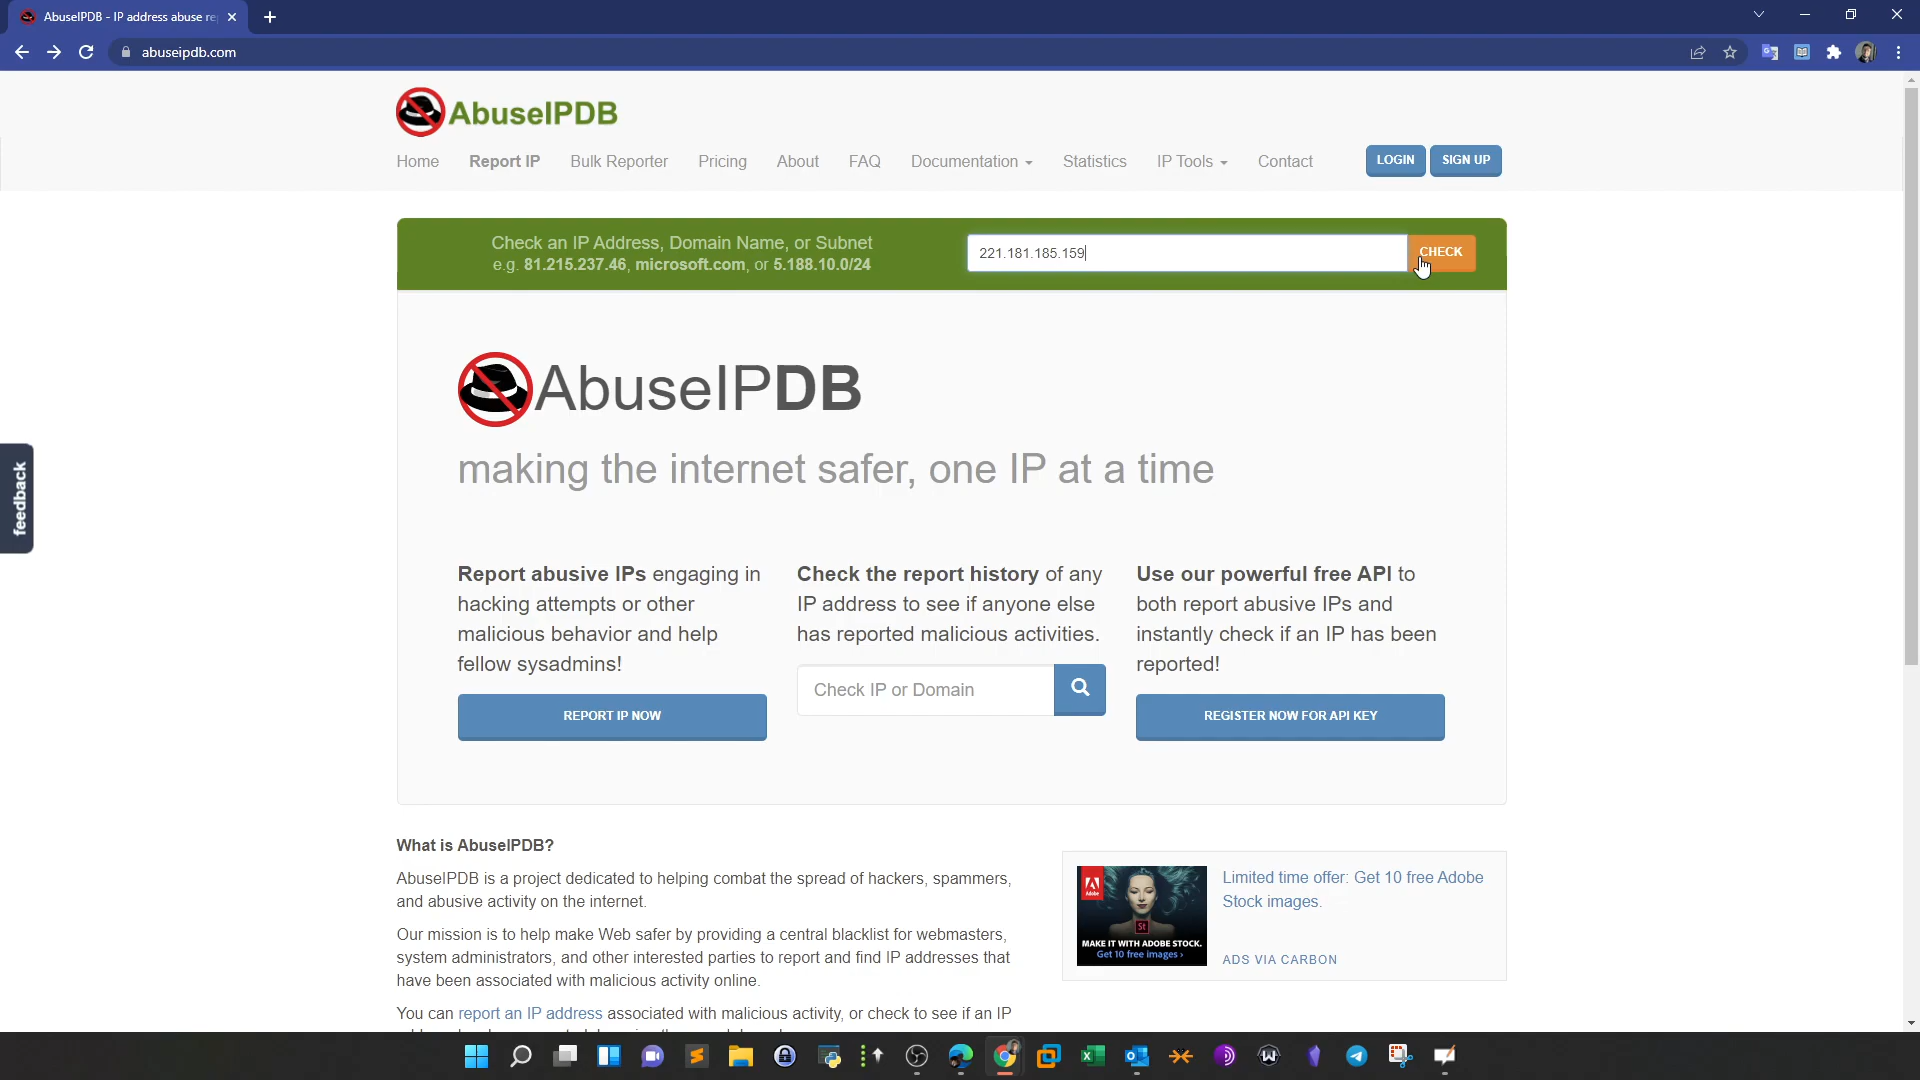 AbuseIPDB - IP address abuse re
abuseipdb.com
AbuseIPDB
Home Report IP Bulk Reporter Pricing About FAQ Documentation Statistics IP Tools Contact LOGIN SIGN UP
Check an IP Address, Domain Name, or Subnet
e.g. 81.215.237.46, microsoft.com, or 5.188.10.0/24
221.181.185.159
CHECK
AbuseIPDB
making the internet safer, one IP at a time
feedback
Report abusive IPs engaging in
hacking attempts or other
malicious behavior and help
fellow sysadmins!
REPORT IP NOW
Check the report history of any
IP address to see if anyone else
has reported malicious activities.
Check IP or Domain
Use our powerful free API to
both report abusive IPs and
instantly check if an IP has been
reported!
REGISTER NOW FOR API KEY
What is AbuseIPDB?
AbuseIPDB is a project dedicated to helping combat the spread of hackers, spammers,
and abusive activity on the internet.
Our mission is to help make Web safer by providing a central blacklist for webmasters,
system administrators, and other interested parties to report and find IP addresses that
have been associated with malicious activity online.
You can report an IP address associated with malicious activity, or check to see if an IP
Adobe
St
MAKE IT WITH ADOBE STOCK.
Get 10 free images ›
Limited time offer: Get 10 free Adobe
Stock images.
ADS VIA CARBON